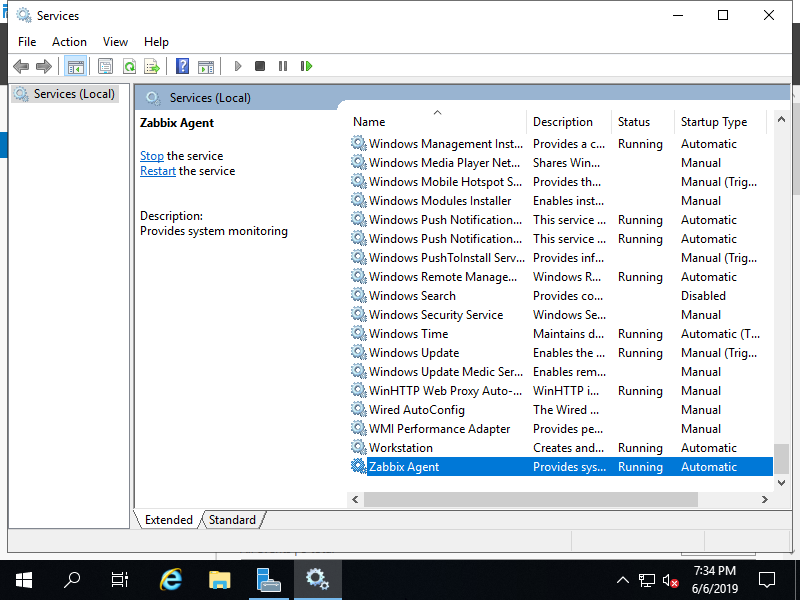 Services
File Action View Help
Services (Local)
Services (Local)
Zabbix Agent
Stop the service
Restart the service
Description:
Provides system monitoring
Name Description Status Startup Type
Windows Management Inst... Provides a c... Running Automatic
Windows Media Player Net... Shares Win... Manual
Windows Mobile Hotspot S... Provides th... Manual (Trig...
Windows Modules Installer Enables inst... Manual
Windows Push Notification... This service ... Running Automatic
Windows Push Notification... This service ... Running Automatic
Windows PushToInstall Serv... Provides inf... Manual (Trig...
Windows Remote Manage... Windows R... Running Automatic
Windows Search Provides co... Disabled
Windows Security Service Windows Se... Manual
Windows Time Maintains d... Running Automatic (T...
Windows Update Enables the ... Running Manual (Trig...
Windows Update Medic Ser... Enables rem... Manual
WinHTTP Web Proxy Auto-... WinHTTP i... Running Manual
Wired AutoConfig The Wired ... Manual
WMI Performance Adapter Provides pe... Manual
Workstation Creates and... Running Automatic
Zabbix Agent Provides sys... Running Automatic
Extended Standard
7:34 PM
6/6/2019